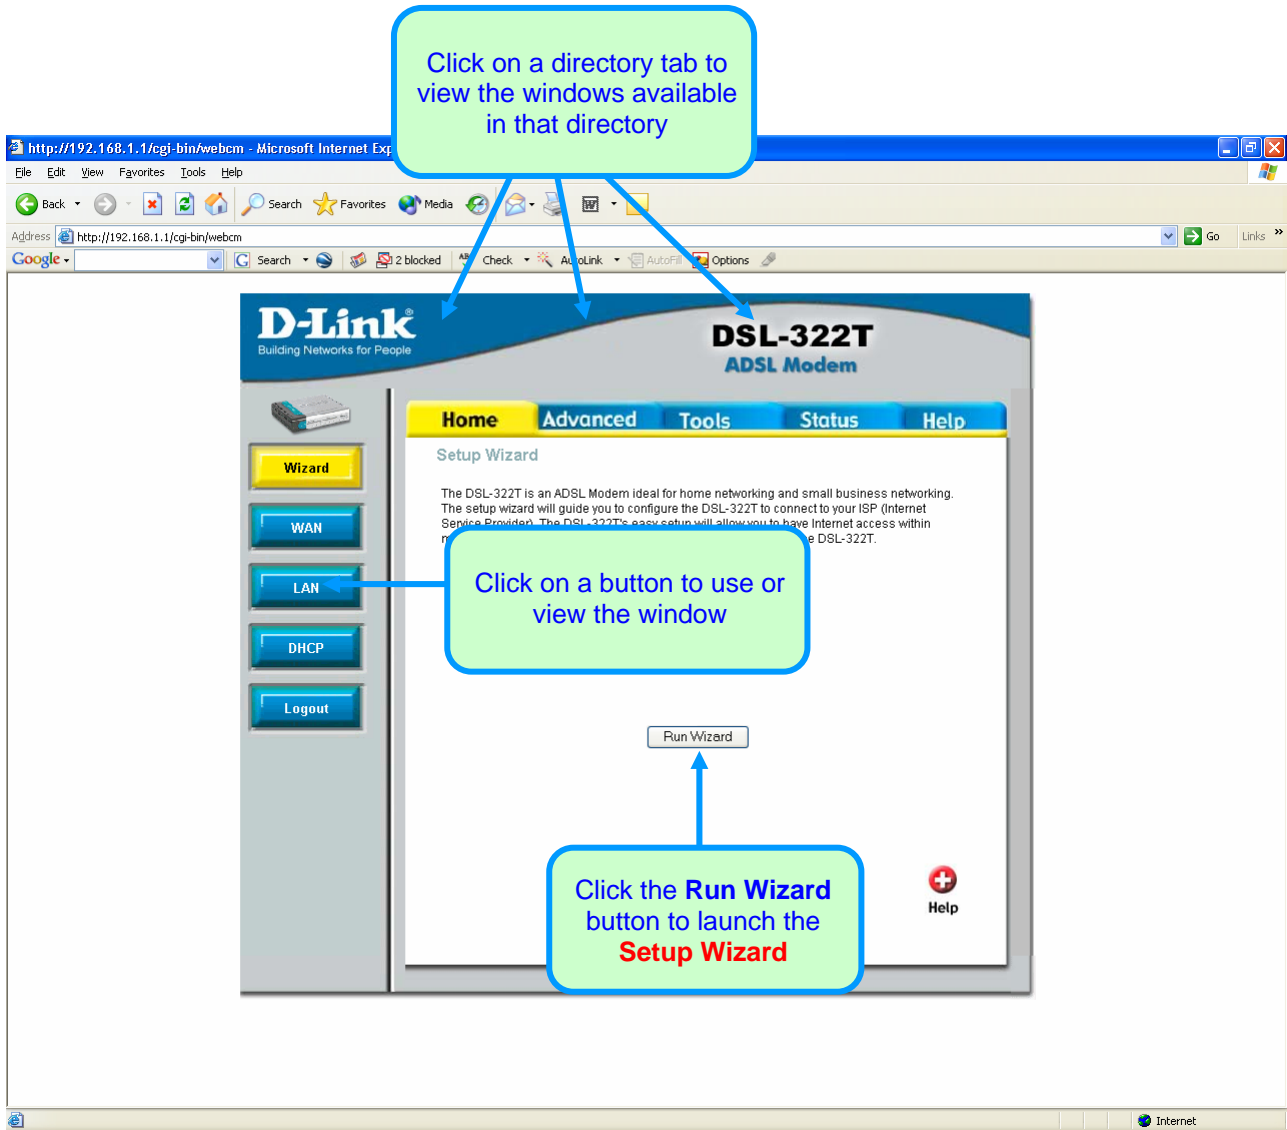 Click on a directory tab to
view the windows available
in that directory
http://192.168.1.1/cgi-bin/webcm - Microsoft Internet Exp
File Edit View Favorites Tools Help
Back Search Favorites Media
Address http://192.168.1.1/cgi-bin/webcm Go Links »
Google Search 2 blocked Check AutoLink AutoFill Options
D-Link®
Building Networks for People
DSL-322T
ADSL Modem
Home Advanced Tools Status Help
Wizard
WAN
LAN
DHCP
Logout
Setup Wizard
The DSL-322T is an ADSL Modem ideal for home networking and small business networking.
The setup wizard will guide you to configure the DSL-322T to connect to your ISP (Internet
Service Provider). The DSL-322T's easy setup will allow you to have Internet access within
DSL-322T.
Click on a button to use or
view the window
Run Wizard
Click the Run Wizard
button to launch the
Setup Wizard
Help
Internet